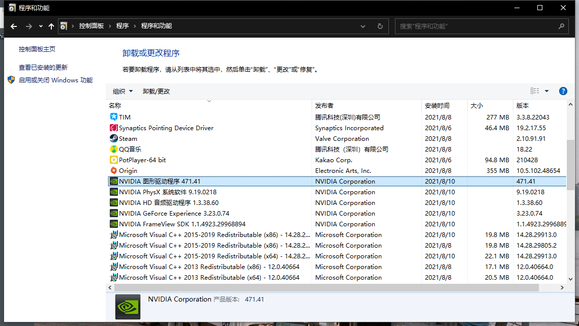 程序和功能
控制面板 › 程序 › 程序和功能
搜索"程序和功能"
控制面板主页
查看已安装的更新
启用或关闭 Windows 功能
卸载或更改程序
若要卸载程序，请从列表中将其选中，然后单击"卸载"、"更改"或"修复"。
组织 卸载/更改
名称 发布者 安装时间 大小 版本
TIM 腾讯科技(深圳)有限公司 2021/8/8 277 MB 3.3.8.22043
Synaptics Pointing Device Driver Synaptics Incorporated 2021/8/8 46.4 MB 19.2.17.55
Steam Valve Corporation 2021/8/8 2.10.91.91
QQ音乐 腾讯科技（深圳）有限公司 2021/8/8 18.22
PotPlayer-64 bit Kakao Corp. 2021/8/6 94.8 MB 210428
Origin Electronic Arts, Inc. 2021/8/8 355 MB 10.5.102.48654
NVIDIA 图形驱动程序 471.41 NVIDIA Corporation 2021/8/10 471.41
NVIDIA PhysX 系统软件 9.19.0218 NVIDIA Corporation 2021/8/10 9.19.0218
NVIDIA HD 音频驱动程序 1.3.38.60 NVIDIA Corporation 2021/8/10 1.3.38.60
NVIDIA GeForce Experience 3.23.0.74 NVIDIA Corporation 2021/8/10 3.23.0.74
NVIDIA FrameView SDK 1.1.4923.29968894 NVIDIA Corporation 2021/8/10 1.1.4923.2996889
Microsoft Visual C++ 2015-2019 Redistributable (x86) - 14.28.2... Microsoft Corporation 2021/8/10 19.8 MB 14.28.29913.0
Microsoft Visual C++ 2015-2019 Redistributable (x86) - 14.28.2... Microsoft Corporation 2021/8/8 19.8 MB 14.28.29805.2
Microsoft Visual C++ 2015-2019 Redistributable (x64) - 14.28.2... Microsoft Corporation 2021/8/10 22.1 MB 14.28.29913.0
Microsoft Visual C++ 2013 Redistributable (x86) - 12.0.40664 Microsoft Corporation 2021/8/8 17.1 MB 12.0.40664.0
Microsoft Visual C++ 2013 Redistributable (x64) - 12.0.40664 Microsoft Corporation 2021/8/8 20.5 MB 12.0.40664.0
NVIDIA Corporation 产品版本: 471.41